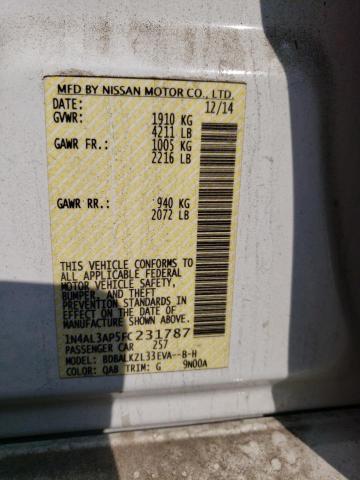 MFD BY NISSAN MOTOR CO., LTD.
DATE: 12/14
GVWR: 1910 KG
4211 LB
GAWR FR.: 1005 KG
2216 LB
GAWR RR.: 940 KG
2072 LB
THIS VEHICLE CONFORMS TO
ALL APPLICABLE FEDERAL
MOTOR VEHICLE SAFETY,
BUMPER, AND THEFT
PREVENTION STANDARDS IN
EFFECT ON THE DATE OF
MANUFACTURE SHOWN ABOVE.
1N4AL3AP5FC231787
PASSENGER CAR 257
MODEL: BDBALKZL33EVA--B-H
COLOR: QAB TRIM: G 9N00A